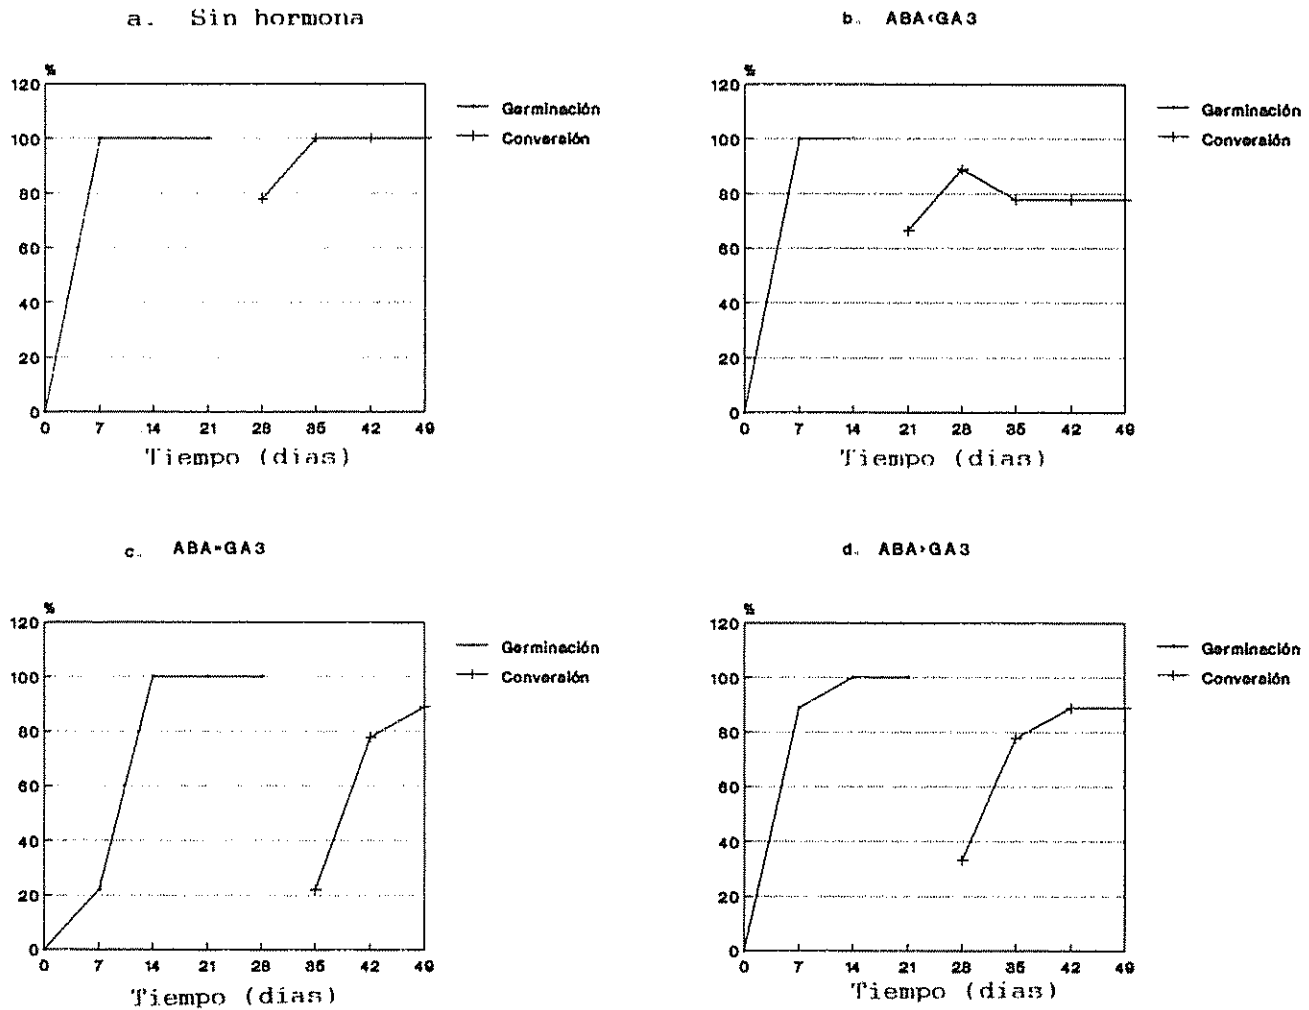 a. Sin hormona
%
120
100
80
60
40
20
0
0 7 14 21 28 35 42 49
Tiempo (dias)
Germinación
Conversión
b. ABA<GA3
%
120
100
80
60
40
20
0
0 7 14 21 28 35 42 49
Tiempo (dias)
Germinación
Conversión
c. ABA=GA3
%
120
100
80
60
40
20
0
0 7 14 21 28 35 42 49
Tiempo (dias)
Germinación
Conversión
d. ABA>GA3
%
120
100
80
60
40
20
0
0 7 14 21 28 35 42 49
Tiempo (dias)
Germinación
Conversión